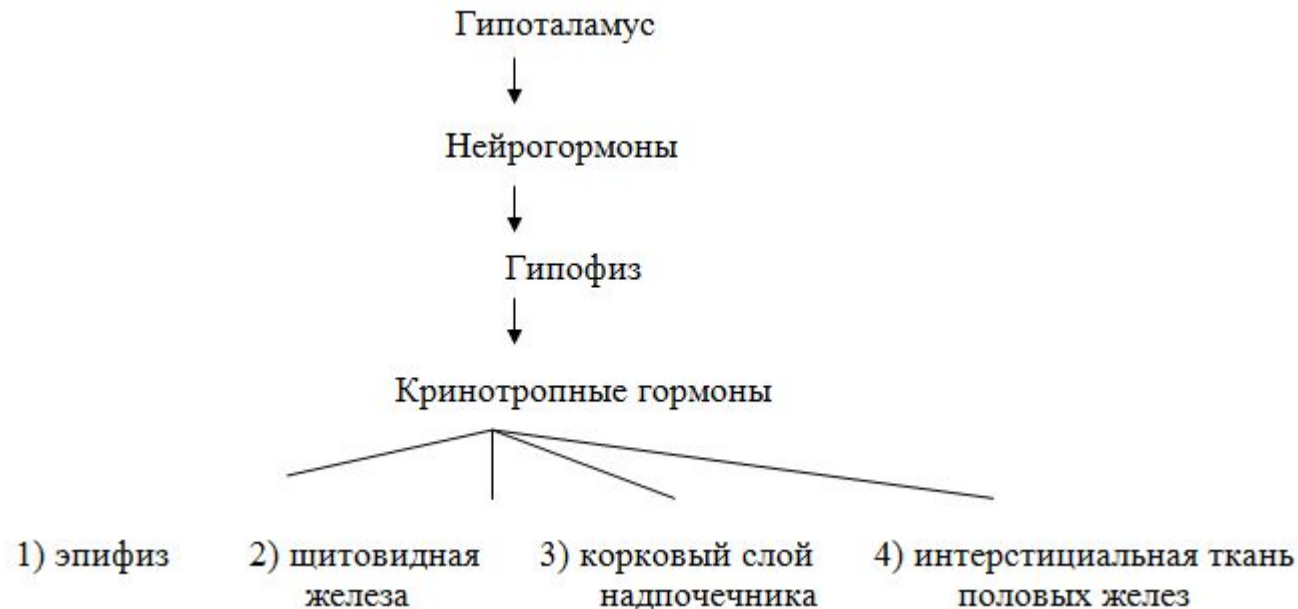 Гипоталамус
Нейрогормоны
Гипофиз
Кринотропные гормоны
1) эпифиз 2) щитовидная 3) корковый слой 4) интерстициальная ткань
железа надпочечника половых желез